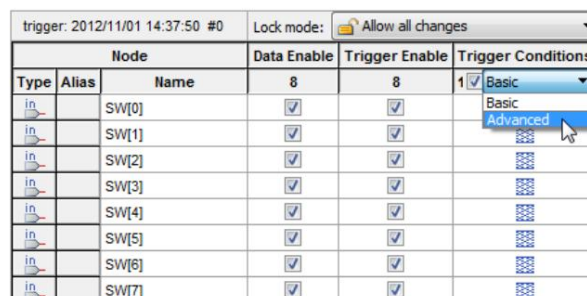 trigger: 2012/11/01 14:37:50 #0 Lock mode: Allow all changes
Node Data Enable Trigger Enable Trigger Conditions
Type Alias Name 8 8 1 Basic
in SW[0] Basic
in SW[1] Advanced
in SW[2]
in SW[3]
in SW[4]
in SW[5]
in SW[6]
in SW[7]